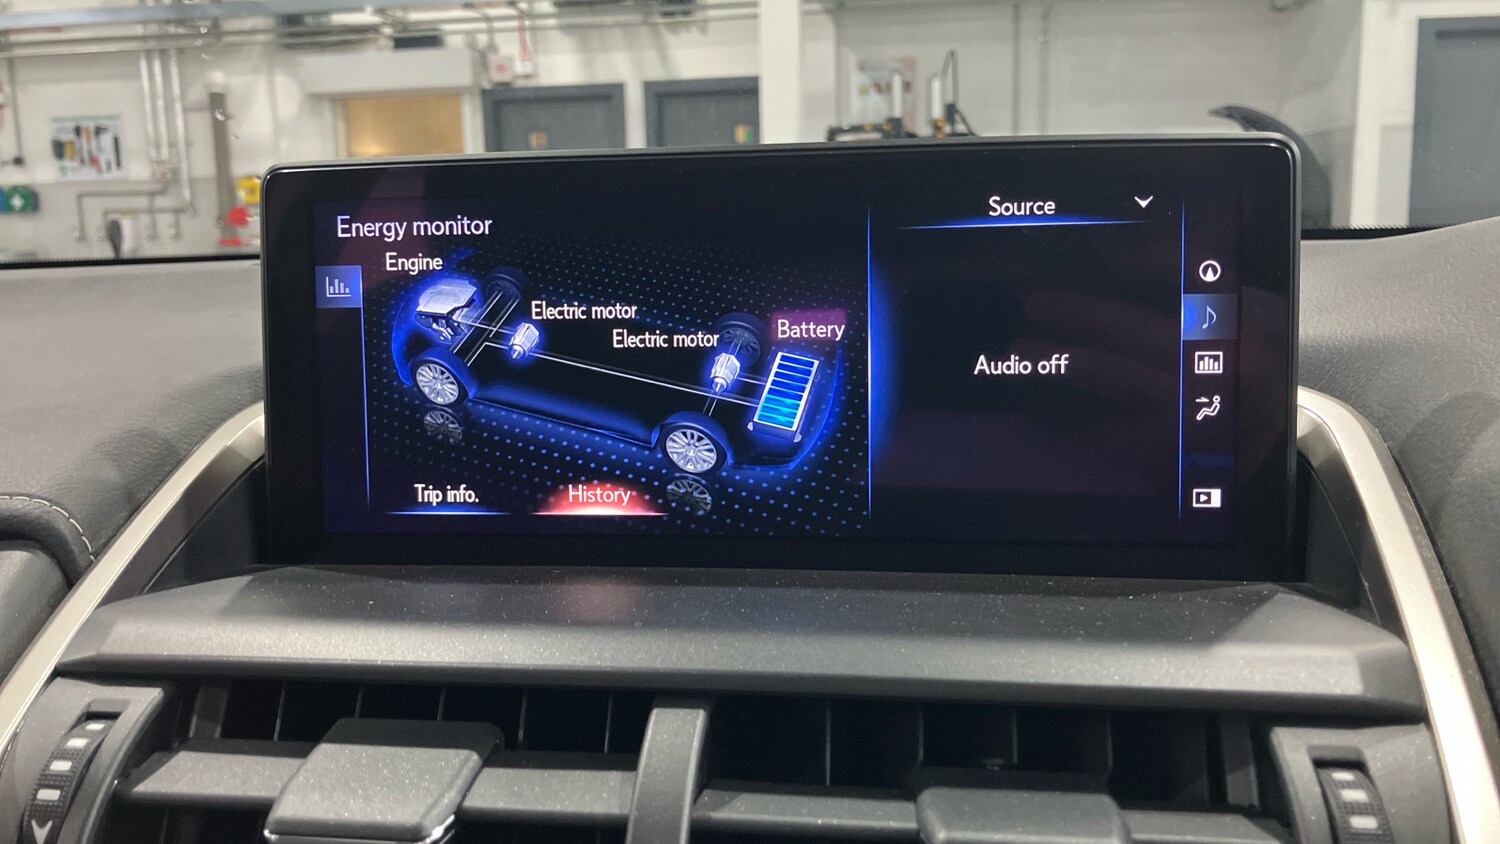 Energy monitor
Engine
Electric motor
Electric motor
Battery
Trip info.
History
Source
Audio off